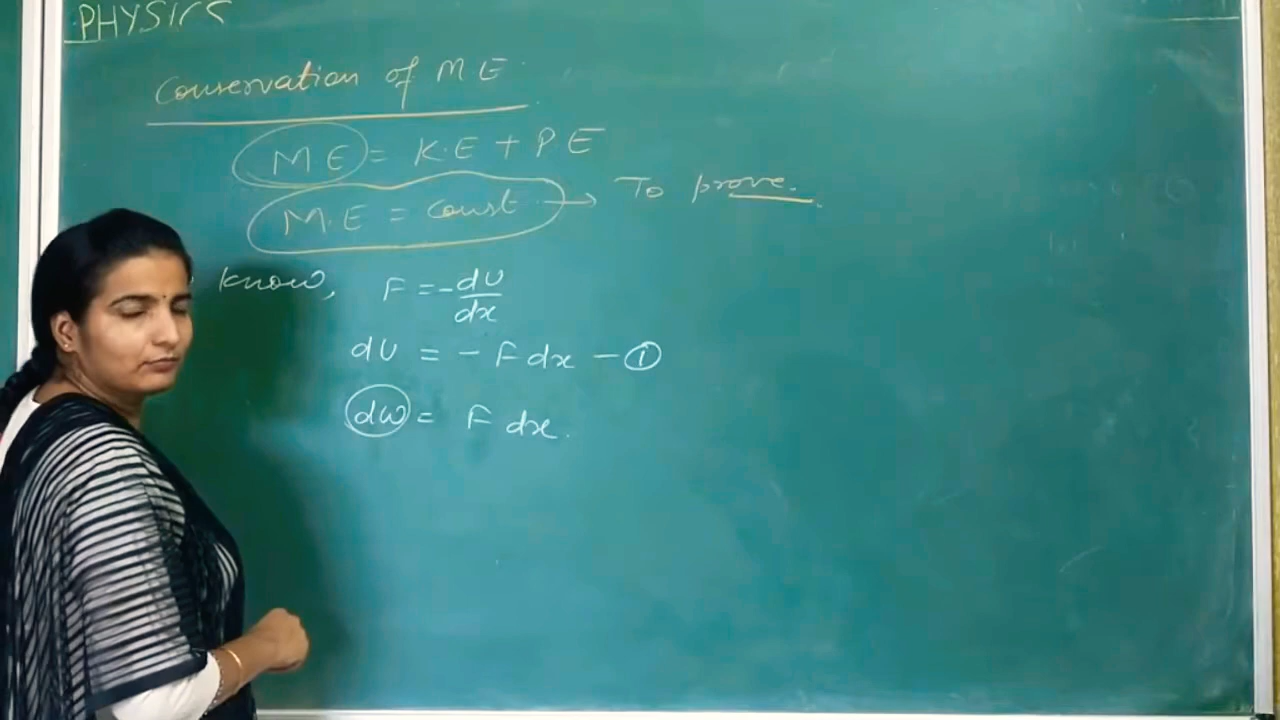 PHYSICS
Conservation of M E
M E = K.E + P E
M.E = const → To prove.
know, F = -dU/dx
dU = - F dx - ①
dw = F dx.